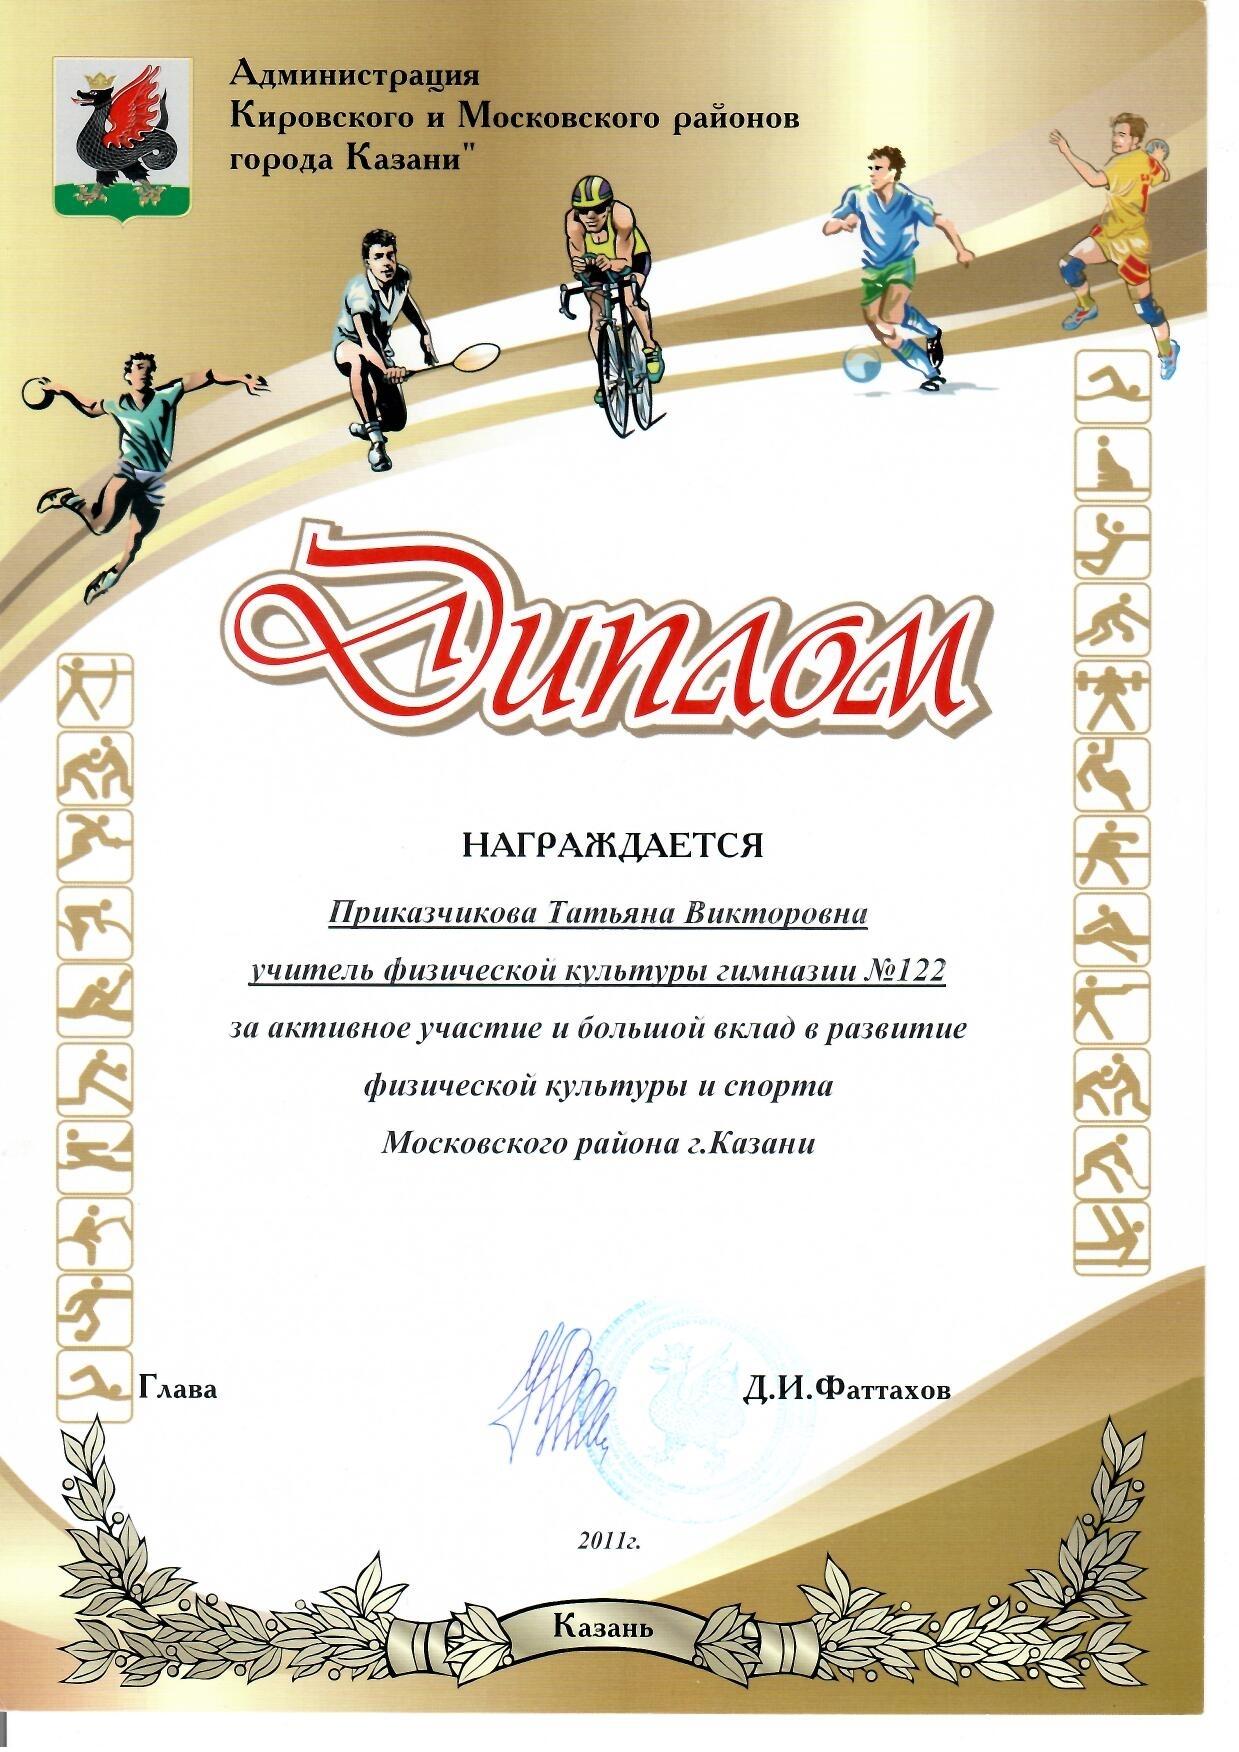 Администрация
Кировского и Московского районов
города Казани"
Диплом
НАГРАЖДАЕТСЯ
Приказчикова Татьяна Викторовна
учитель физической культуры гимназии №122
за активное участие и большой вклад в развитие
физической культуры и спорта
Московского района г.Казани
Глава
Д.И.Фаттахов
2011г.
Казань